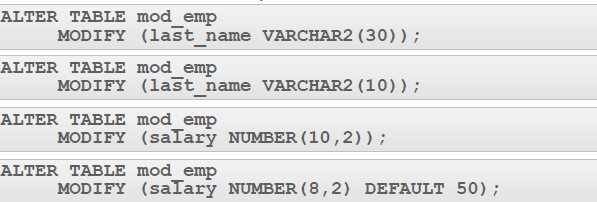 ALTER TABLE mod_emp
MODIFY (last_name VARCHAR2(30));
ALTER TABLE mod_emp
MODIFY (last_name VARCHAR2(10));
ALTER TABLE mod_emp
MODIFY (salary NUMBER(10,2));
ALTER TABLE mod_emp
MODIFY (salary NUMBER(8,2) DEFAULT 50);